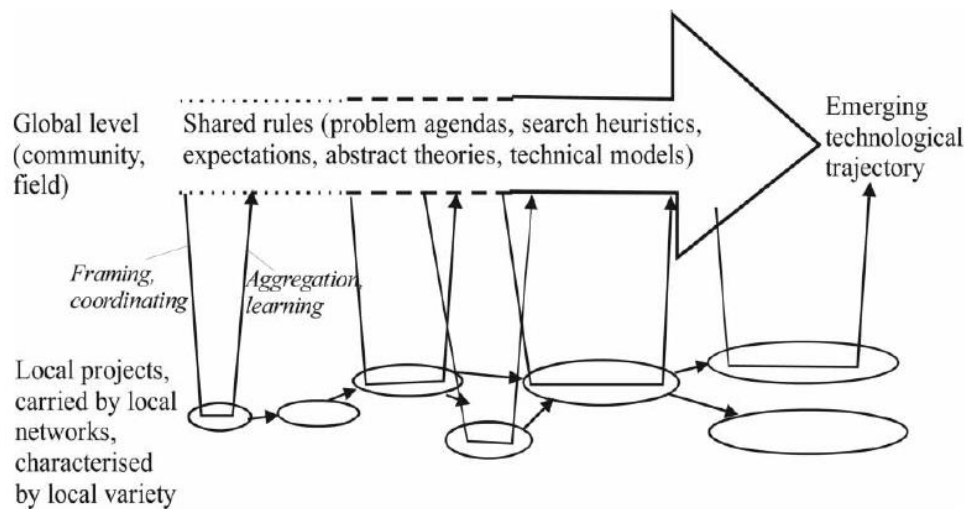 Global level
(community,
field)
Shared rules (problem agendas, search heuristics,
expectations, abstract theories, technical models)
Emerging
technological
trajectory
Framing,
coordinating
Aggregation,
learning
Local projects,
carried by local
networks,
characterised
by local variety